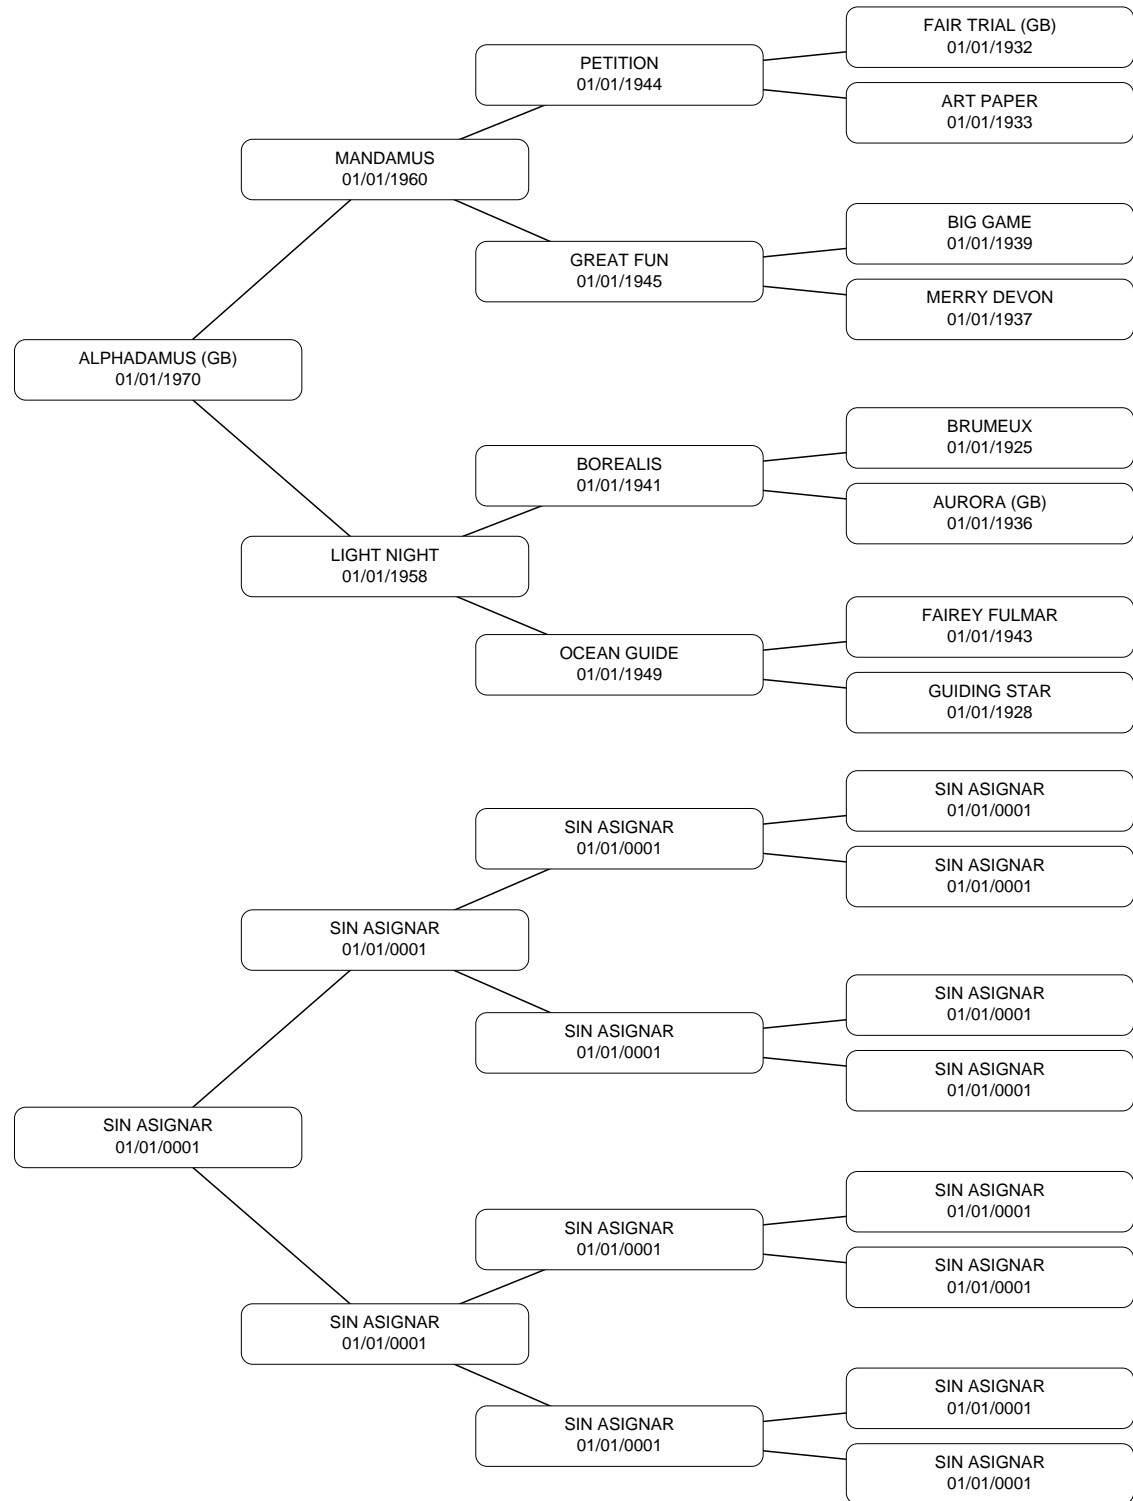 FAIR TRIAL (GB)
01/01/1932
PETITION
01/01/1944
ART PAPER
01/01/1933
MANDAMUS
01/01/1960
BIG GAME
01/01/1939
GREAT FUN
01/01/1945
MERRY DEVON
01/01/1937
ALPHADAMUS (GB)
01/01/1970
BRUMEUX
01/01/1925
BOREALIS
01/01/1941
AURORA (GB)
01/01/1936
LIGHT NIGHT
01/01/1958
FAIREY FULMAR
01/01/1943
OCEAN GUIDE
01/01/1949
GUIDING STAR
01/01/1928
SIN ASIGNAR
01/01/0001
SIN ASIGNAR
01/01/0001
SIN ASIGNAR
01/01/0001
SIN ASIGNAR
01/01/0001
SIN ASIGNAR
01/01/0001
SIN ASIGNAR
01/01/0001
SIN ASIGNAR
01/01/0001
SIN ASIGNAR
01/01/0001
SIN ASIGNAR
01/01/0001
SIN ASIGNAR
01/01/0001
SIN ASIGNAR
01/01/0001
SIN ASIGNAR
01/01/0001
SIN ASIGNAR
01/01/0001
SIN ASIGNAR
01/01/0001
SIN ASIGNAR
01/01/0001